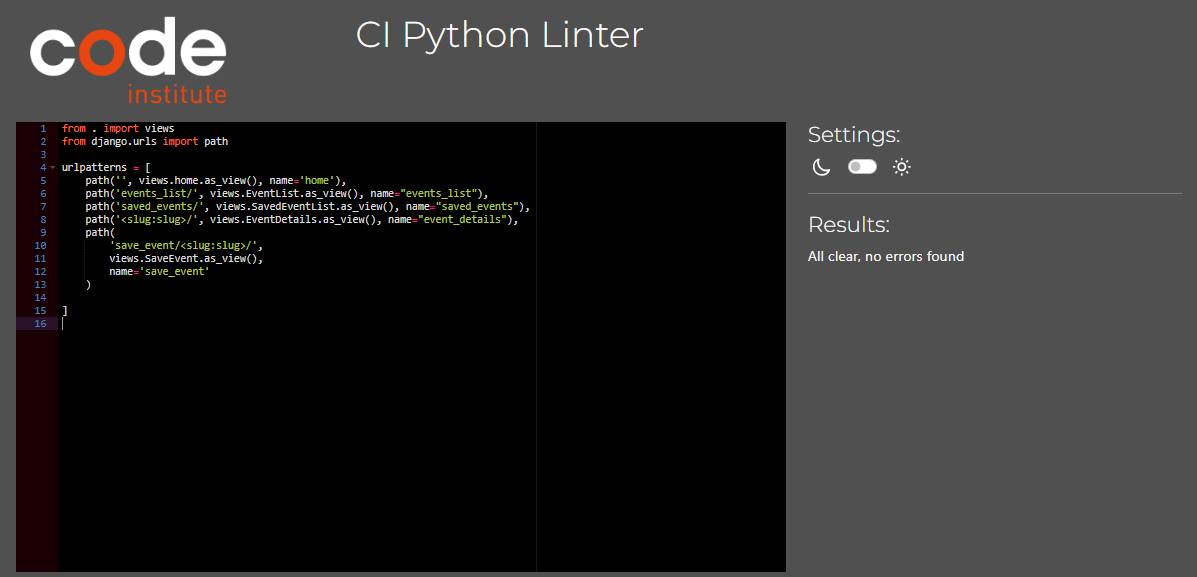 code
institute
CI Python Linter
1 from . import views
2 from django.urls import path
3
4 urlpatterns = [
5     path('', views.home.as_view(), name='home'),
6     path('events_list/', views.EventList.as_view(), name="events_list"),
7     path('saved_events/', views.SavedEventList.as_view(), name="saved_events"),
8     path('<slug:slug>/', views.EventDetails.as_view(), name="event_details"),
9     path(
10         'save_event/<slug:slug>/',
11         views.SaveEvent.as_view(),
12         name='save_event'
13     )
14
15 ]
16
Settings:
Results:
All clear, no errors found